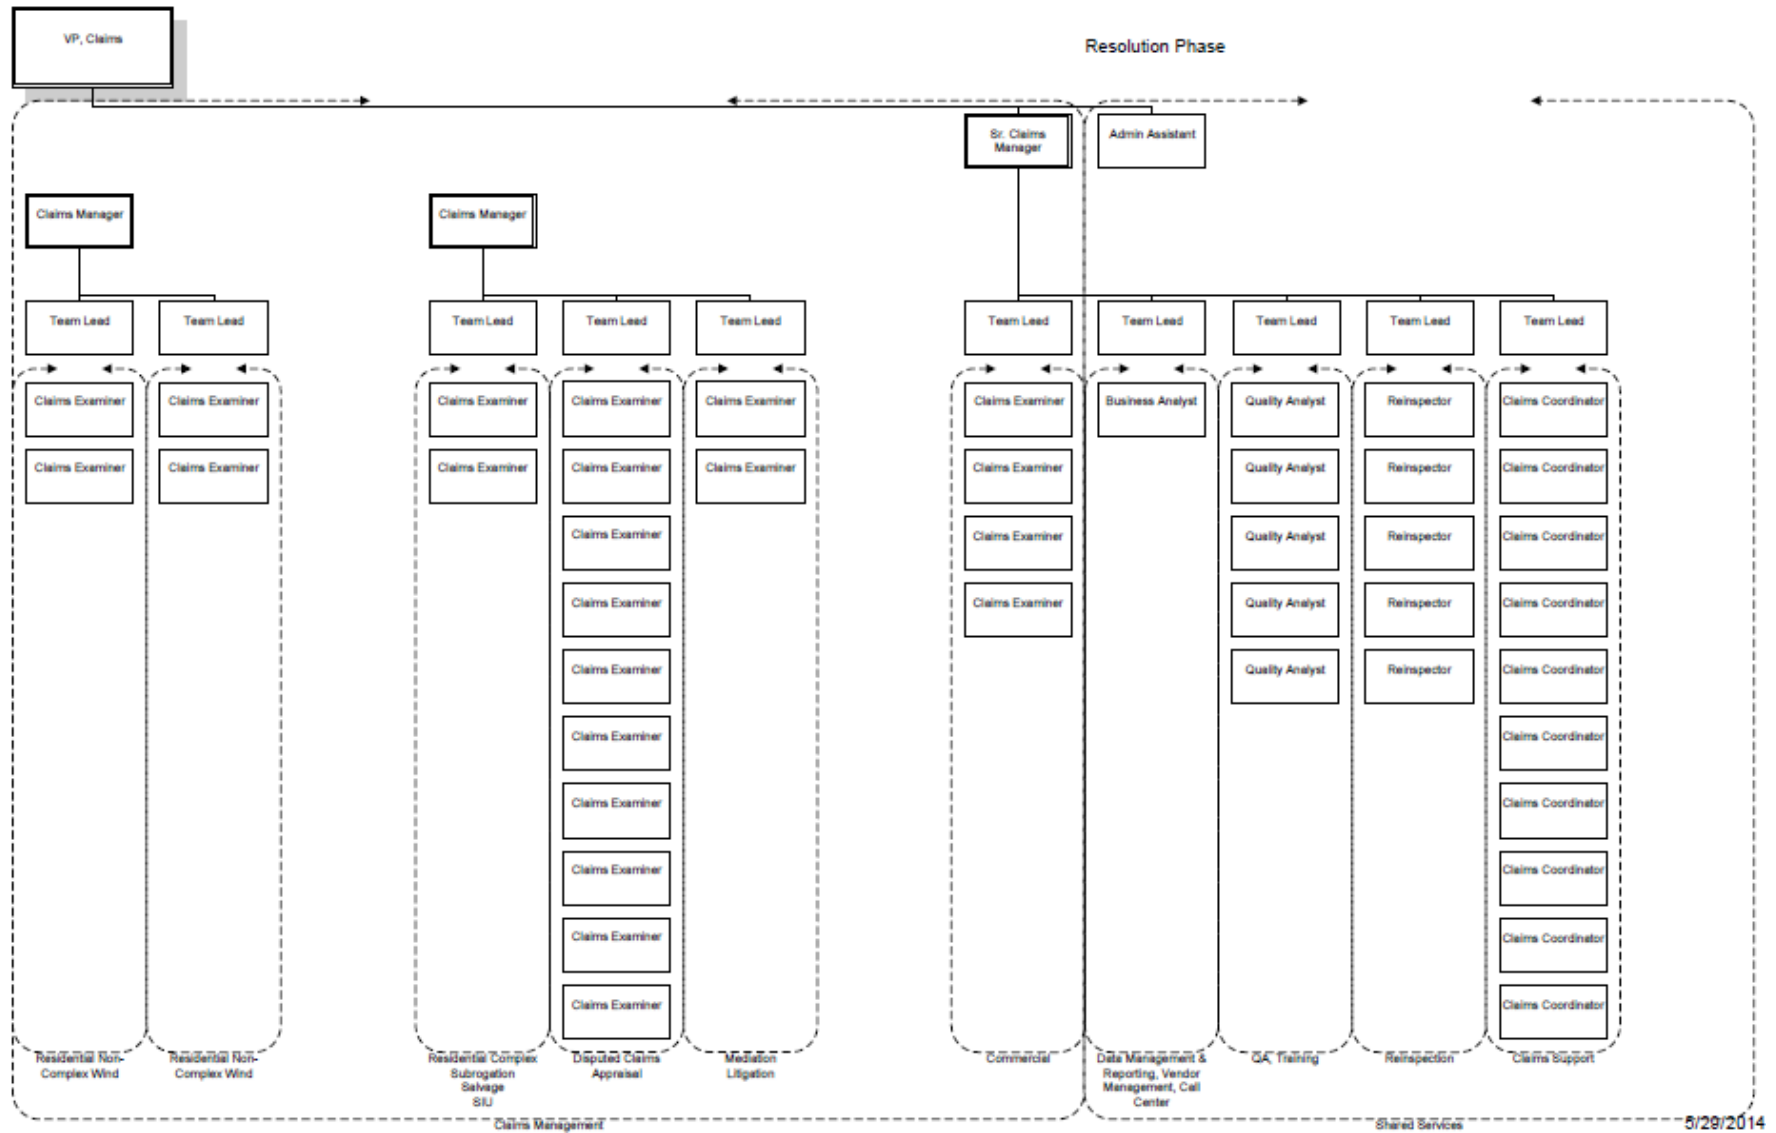 VP, Claims
Resolution Phase
Sr. Claims
Manager
Admin Assistant
Claims Manager
Claims Manager
Team Lead
Team Lead
Team Lead
Team Lead
Team Lead
Team Lead
Team Lead
Team Lead
Team Lead
Team Lead
Claims Examiner
Claims Examiner
Claims Examiner
Claims Examiner
Claims Examiner
Claims Examiner
Business Analyst
Quality Analyst
Reinspector
Claims Coordinator
Claims Examiner
Claims Examiner
Claims Examiner
Claims Examiner
Claims Examiner
Claims Examiner
Quality Analyst
Reinspector
Claims Coordinator
Claims Examiner
Claims Examiner
Quality Analyst
Reinspector
Claims Coordinator
Claims Examiner
Claims Examiner
Quality Analyst
Reinspector
Claims Coordinator
Claims Examiner
Quality Analyst
Reinspector
Claims Coordinator
Claims Examiner
Claims Coordinator
Claims Examiner
Claims Coordinator
Claims Examiner
Claims Coordinator
Claims Examiner
Claims Coordinator
Claims Examiner
Claims Coordinator
Residential Non-
Complex Wind
Residential Non-
Complex Wind
Residential Complex
Subrogation
Salvage
SIU
Disputed Claims
Appraisal
Mediation
Litigation
Commercial
Data Management &
Reporting, Vendor
Management, Call
Center
QA, Training
Reinspection
Claims Support
Claims Management
Shared Services
5/29/2014